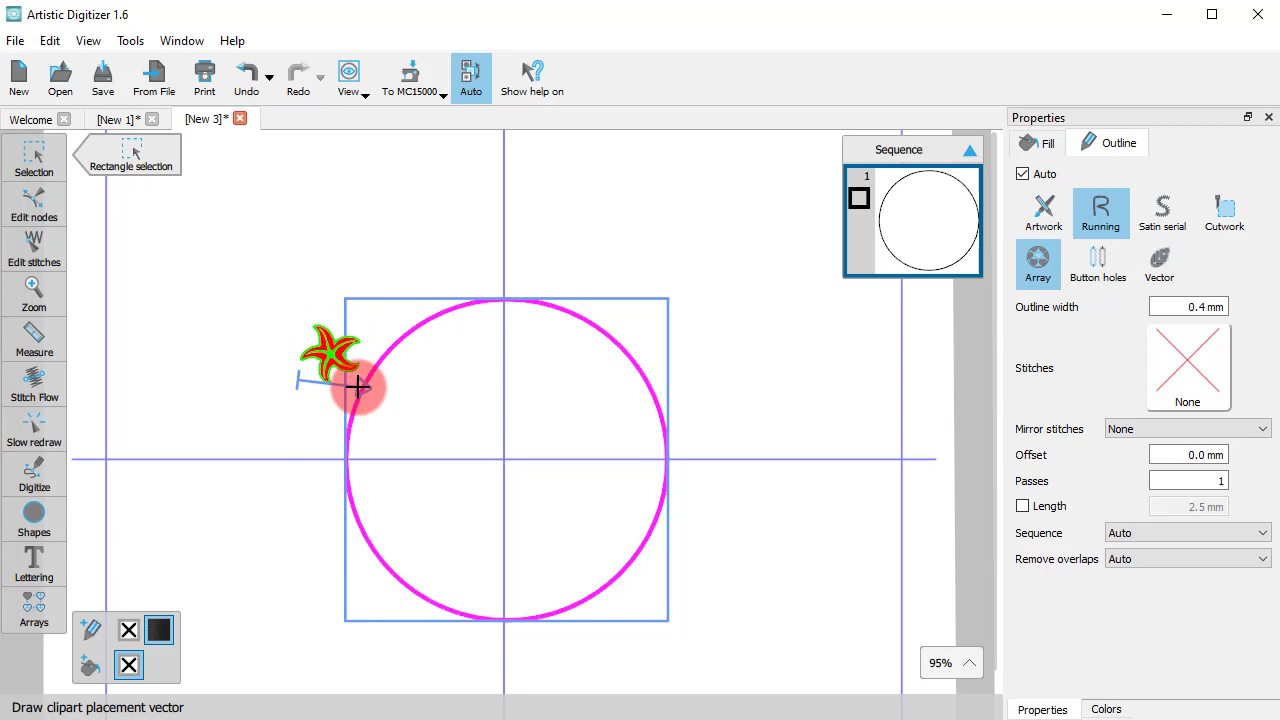 Artistic Digitizer 1.6
File Edit View Tools Window Help
New Open Save From File Print Undo Redo View To MC15000 Auto Show help on
Welcome [New 1]* [New 3]*
Selection
Rectangle selection
Edit nodes
Edit stitches
Zoom
Measure
Stitch Flow
Slow redraw
Digitize
Shapes
Lettering
Arrays
Sequence
1
95%
Draw clipart placement vector
Properties
Fill Outline
Auto
Artwork Running Satin serial Cutwork
Array Button holes Vector
Outline width 0.4 mm
Stitches
None
Mirror stitches None
Offset 0.0 mm
Passes 1
Length 2.5 mm
Sequence Auto
Remove overlaps Auto
Properties Colors